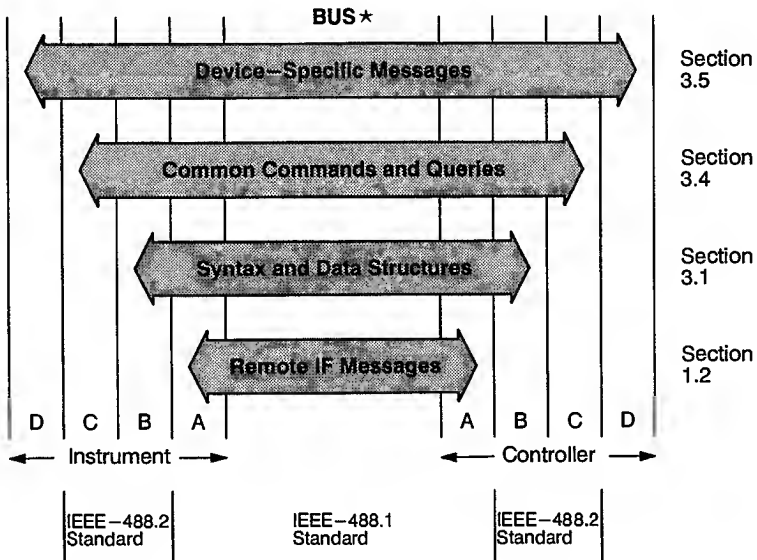 BUS★
Device–Specific Messages
Section
3.5
Common Commands and Queries
Section
3.4
Syntax and Data Structures
Section
3.1
Remote IF Messages
Section
1.2
D C B A A B C D
Instrument Controller
IEEE–488.2
Standard
IEEE–488.1
Standard
IEEE–488.2
Standard